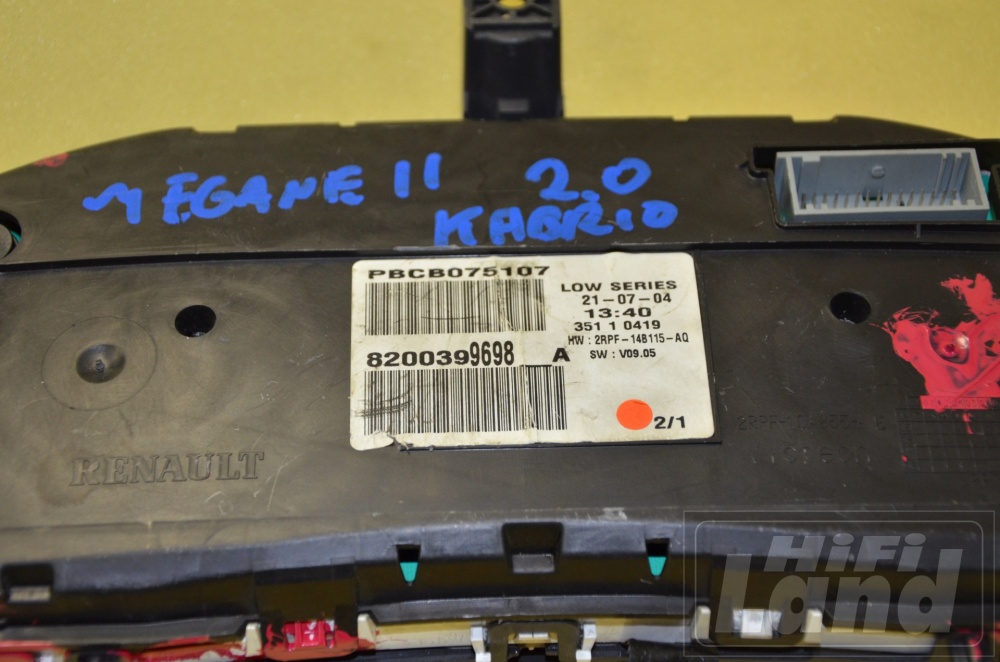 MEGANE II 2.0
KABRIO
PBCB075107
LOW SERIES
21-07-04
13:40
351 1 0419
HW : 2RPF-14B115-AQ
SW : V09.05
8200399698 A
2/1
RENAULT
HiFi
Land